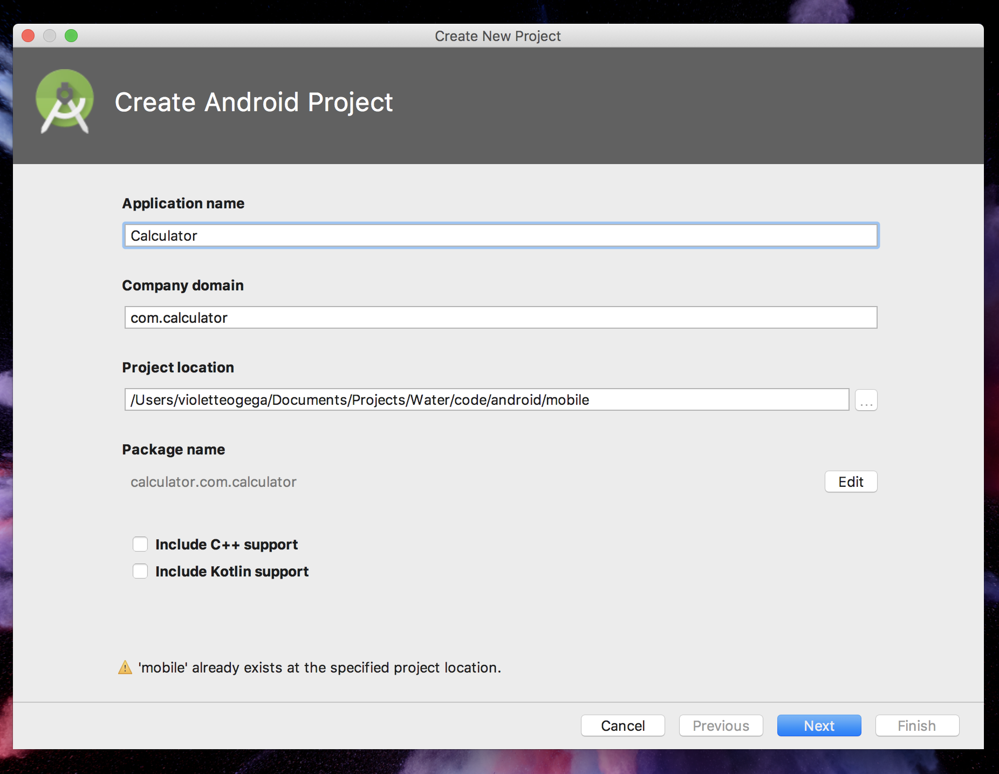 Create New Project
Create Android Project
Application name
Calculator
Company domain
com.calculator
Project location
/Users/violetteogega/Documents/Projects/Water/code/android/mobile
...
Package name
calculator.com.calculator
Edit
Include C++ support
Include Kotlin support
'mobile' already exists at the specified project location.
Cancel Previous Next Finish